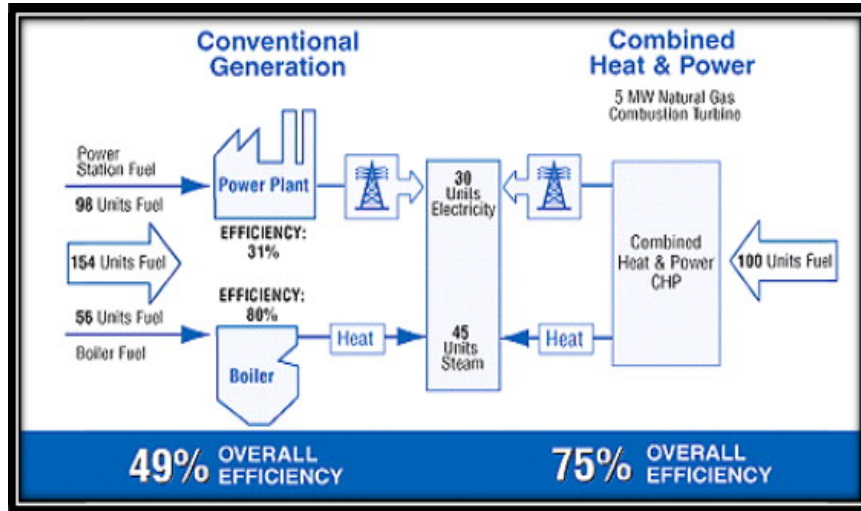 Conventional
Generation
Combined
Heat & Power
5 MW Natural Gas
Combustion Turbine
Power
Station Fuel
98 Units Fuel
Power Plant
EFFICIENCY:
31%
30
Units
Electricity
154 Units Fuel
Combined
Heat & Power
CHP
100 Units Fuel
EFFICIENCY:
80%
56 Units Fuel
Boiler Fuel
Boiler
Heat
45
Units
Steam
Heat
49% OVERALL
EFFICIENCY
75% OVERALL
EFFICIENCY